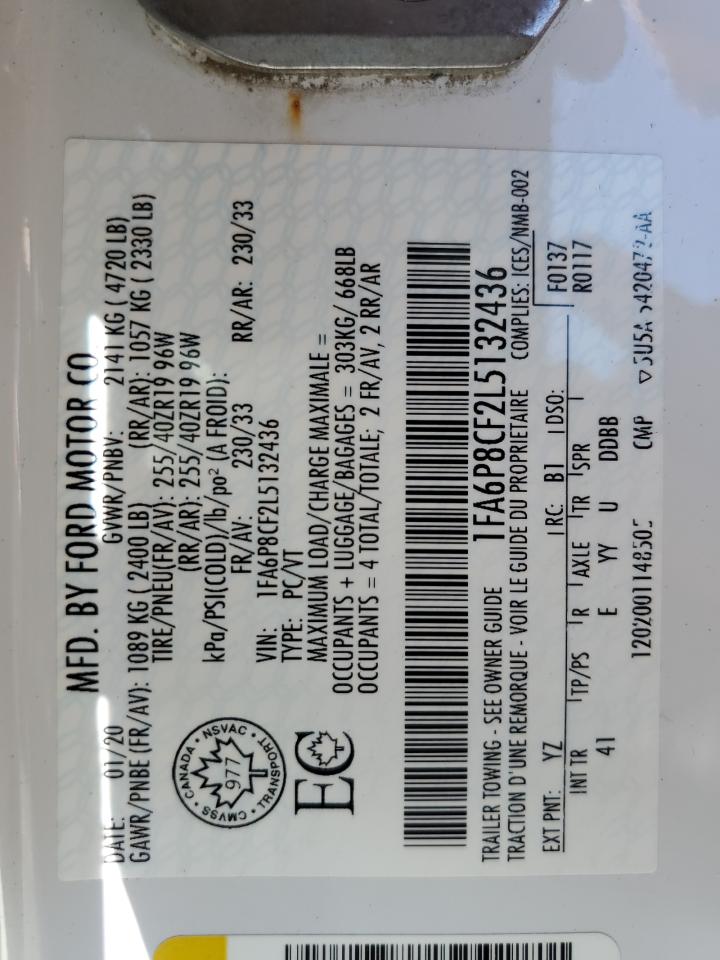 MFD. BY FORD MOTOR CO
DATE: 01/20 GVWR/PNBV: 2141 KG ( 4720 LB)
GAWR/PNBE (FR/AV): 1089 KG ( 2400 LB) (RR/AR): 1057 KG ( 2330 LB)
TIRE/PNEU(FR/AV): 255/40ZR19 96W
(RR/AR): 255/40ZR19 96W
kPa/PSI(COLD)/lb/po² (A FROID):
FR/AV: 230/33 RR/AR: 230/33
VIN: 1FA6P8CF2L5132436
TYPE: PC/VT
MAXIMUM LOAD/CHARGE MAXIMALE =
OCCUPANTS + LUGGAGE/BAGAGES = 303KG/ 668LB
OCCUPANTS = 4 TOTAL/TOTALE; 2 FR/AV, 2 RR/AR
CANADA • NSVAC • TRANSPORT • CMVSS •
977
EC
1FA6P8CF2L5132436
TRAILER TOWING - SEE OWNER GUIDE
TRACTION D'UNE REMORQUE - VOIR LE GUIDE DU PROPRIETAIRE COMPLIES: ICES/NMB-002
EXT PNT: YZ RC: B1 DSO: F0137
INT TR TP/PS R AXLE TR SPR R0117
41 E YY U DDBB
CMP